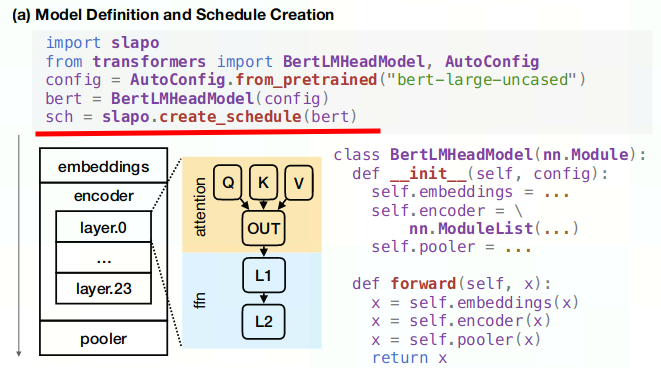 (a) Model Definition and Schedule Creation
import slapo
from transformers import BertLMHeadModel, AutoConfig
config = AutoConfig.from_pretrained("bert-large-uncased")
bert = BertLMHeadModel(config)
sch = slapo.create_schedule(bert)
embeddings
encoder
layer.0
...
layer.23
pooler
attention
Q K V
OUT
ffn
L1
L2
class BertLMHeadModel(nn.Module):
  def __init__(self, config):
    self.embeddings = ...
    self.encoder = \
        nn.ModuleList(...)
    self.pooler = ...
  def forward(self, x):
    x = self.embeddings(x)
    x = self.encoder(x)
    x = self.pooler(x)
    return x